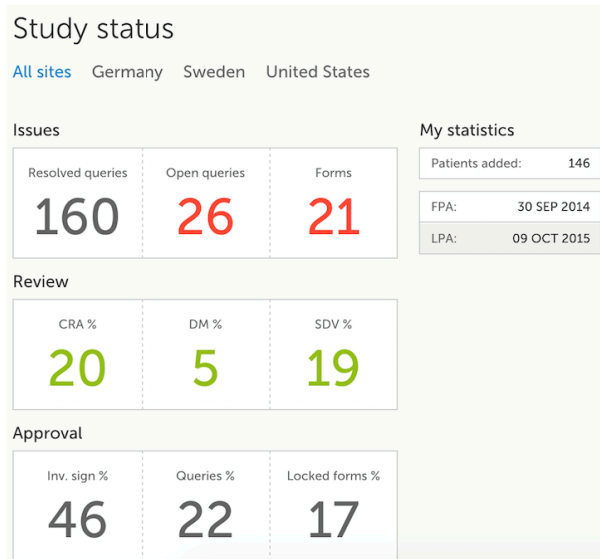 Study status
All sites Germany Sweden United States
Issues
Resolved queries Open queries Forms
160 26 21
My statistics
Patients added: 146
FPA: 30 SEP 2014
LPA: 09 OCT 2015
Review
CRA % DM % SDV %
20 5 19
Approval
Inv. sign % Queries % Locked forms %
46 22 17